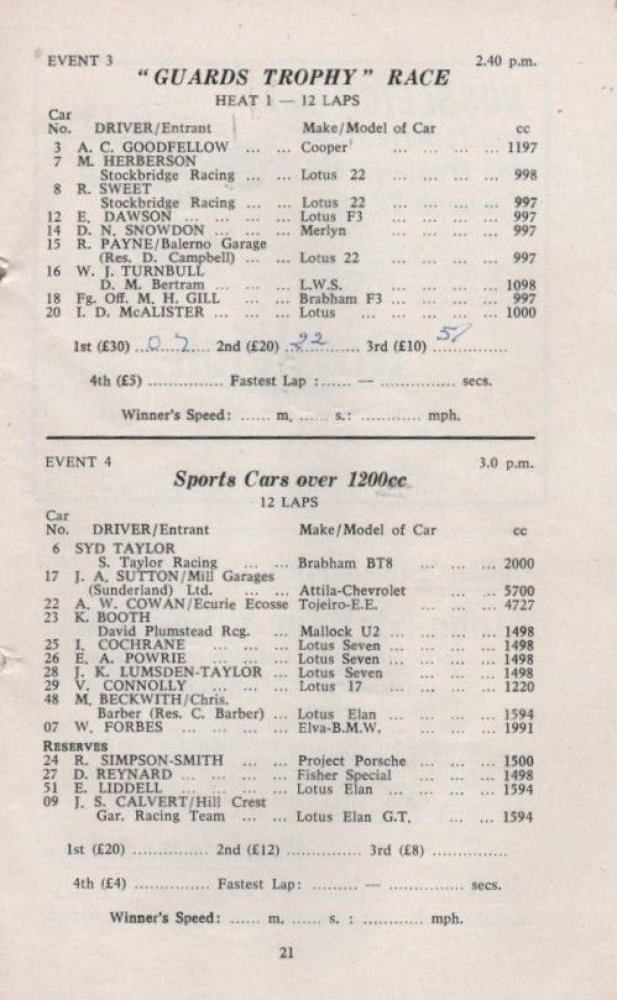 EVENT 3 2.40 p.m.
"GUARDS TROPHY" RACE
HEAT 1 — 12 LAPS
Car
No. DRIVER/Entrant Make/Model of Car cc
3 A. C. GOODFELLOW ... ... Cooper ... ... ... ... 1197
7 M. HERBERSON
Stockbridge Racing ... ... Lotus 22 ... ... ... ... 998
8 R. SWEET
Stockbridge Racing ... ... Lotus 22 ... ... ... ... 997
12 E. DAWSON ... ... ... ... Lotus F3 ... ... ... ... 997
14 D. N. SNOWDON ... ... ... Merlyn ... ... ... ... 997
15 R. PAYNE/Balerno Garage
(Res. D. Campbell) ... ... Lotus 22 ... ... ... ... 997
16 W. J. TURNBULL
D. M. Bertram ... ... ... L.W.S. ... ... ... ... 1098
18 Fg. Off. M. H. GILL ... ... Brabham F3 ... ... ... ... 997
20 I. D. McALISTER ... ... ... Lotus ... ... ... ... 1000
1st (£30) ...07.... 2nd (£20) ...22......... 3rd (£10) ...51............
4th (£5) ............... Fastest Lap :...... — ............... secs.
Winner's Speed: ...... m. ...... s.: ............ mph.
EVENT 4 3.0 p.m.
Sports Cars over 1200cc
12 LAPS
Car
No. DRIVER/Entrant Make/Model of Car cc
6 SYD TAYLOR
S. Taylor Racing ... ... Brabham BT8 ... ... ... 2000
17 J. A. SUTTON/Mill Garages
(Sunderland) Ltd. ... ... Attila-Chevrolet ... ... 5700
22 A. W. COWAN/Ecurie Ecosse Tojeiro-E.E. ... ... ... 4727
23 K. BOOTH
David Plumstead Rcg. ... Mallock U2 ... ... ... ... 1498
25 I. COCHRANE ... ... ... Lotus Seven ... ... ... ... 1498
26 E. A. POWRIE ... ... ... Lotus Seven ... ... ... ... 1498
28 J. K. LUMSDEN-TAYLOR ... Lotus Seven ... ... ... 1498
29 V. CONNOLLY ... ... ... Lotus 17 ... ... ... ... 1220
48 M. BECKWITH/Chris.
Barber (Res. C. Barber) ... Lotus Elan ... ... ... ... 1594
07 W. FORBES ... ... ... ... Elva-B.M.W. ... ... ... 1991
RESERVES
24 R. SIMPSON-SMITH ... ... Project Porsche ... ... ... 1500
27 D. REYNARD ... ... ... ... Fisher Special ... ... ... 1498
51 E. LIDDELL ... ... ... ... Lotus Elan ... ... ... ... 1594
09 J. S. CALVERT/Hill Crest
Gar. Racing Team ... ... Lotus Elan G.T. ... ... 1594
1st (£20) ............... 2nd (£12) ............... 3rd (£8) ...............
4th (£4) ............... Fastest Lap: ......... — ............... secs.
Winner's Speed: ...... m. ...... s. : ............ mph.
21